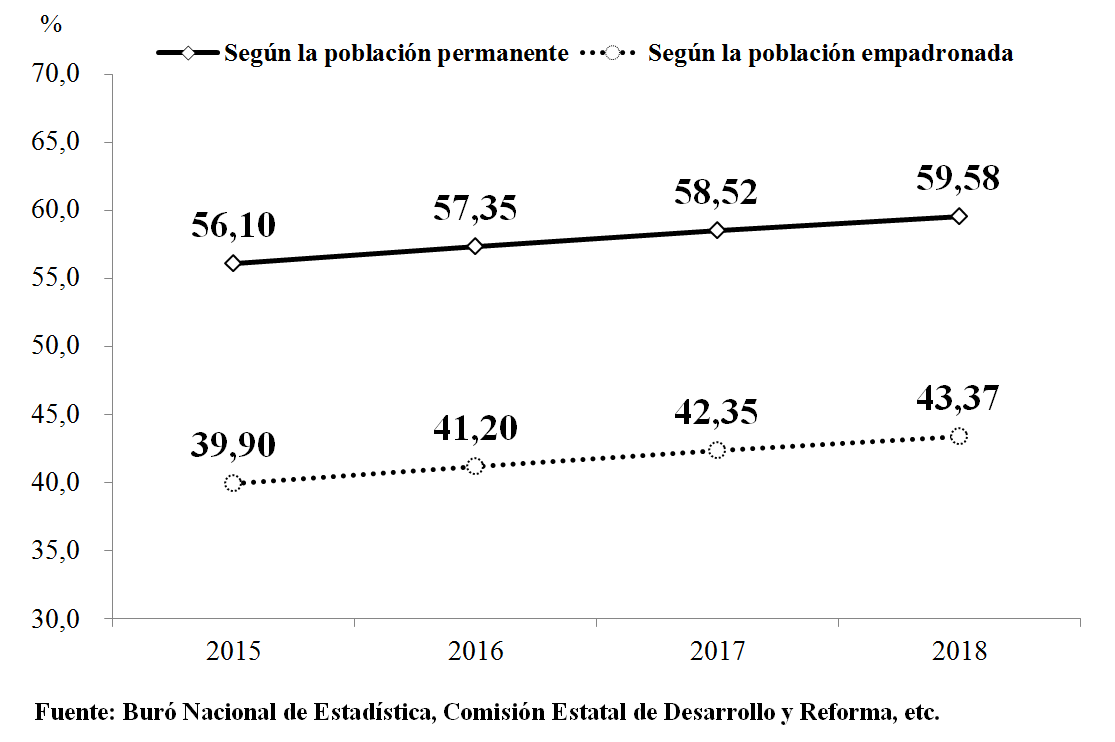 %
Según la población permanente Según la población empadronada
70,0
65,0
60,0
55,0
50,0
45,0
40,0
35,0
30,0
56,10 57,35 58,52 59,58
39,90 41,20 42,35 43,37
2015 2016 2017 2018
Fuente: Buró Nacional de Estadística, Comisión Estatal de Desarrollo y Reforma, etc.